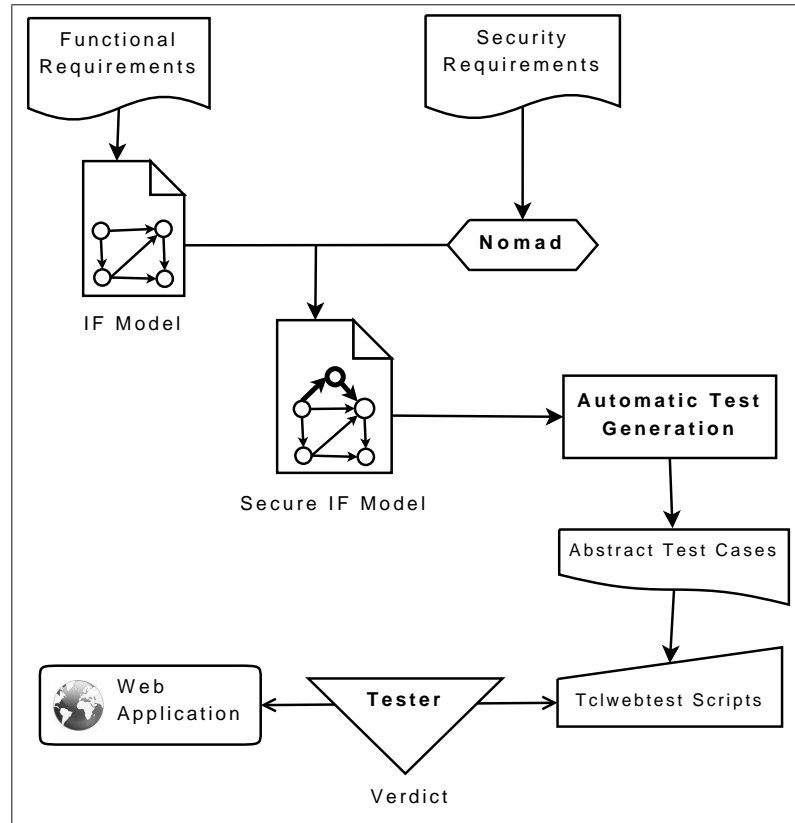 Functional
Requirements
Security
Requirements
Nomad
IF Model
Automatic Test
Generation
Secure IF Model
Abstract Test Cases
Web
Application
Tester
Tclwebtest Scripts
Verdict